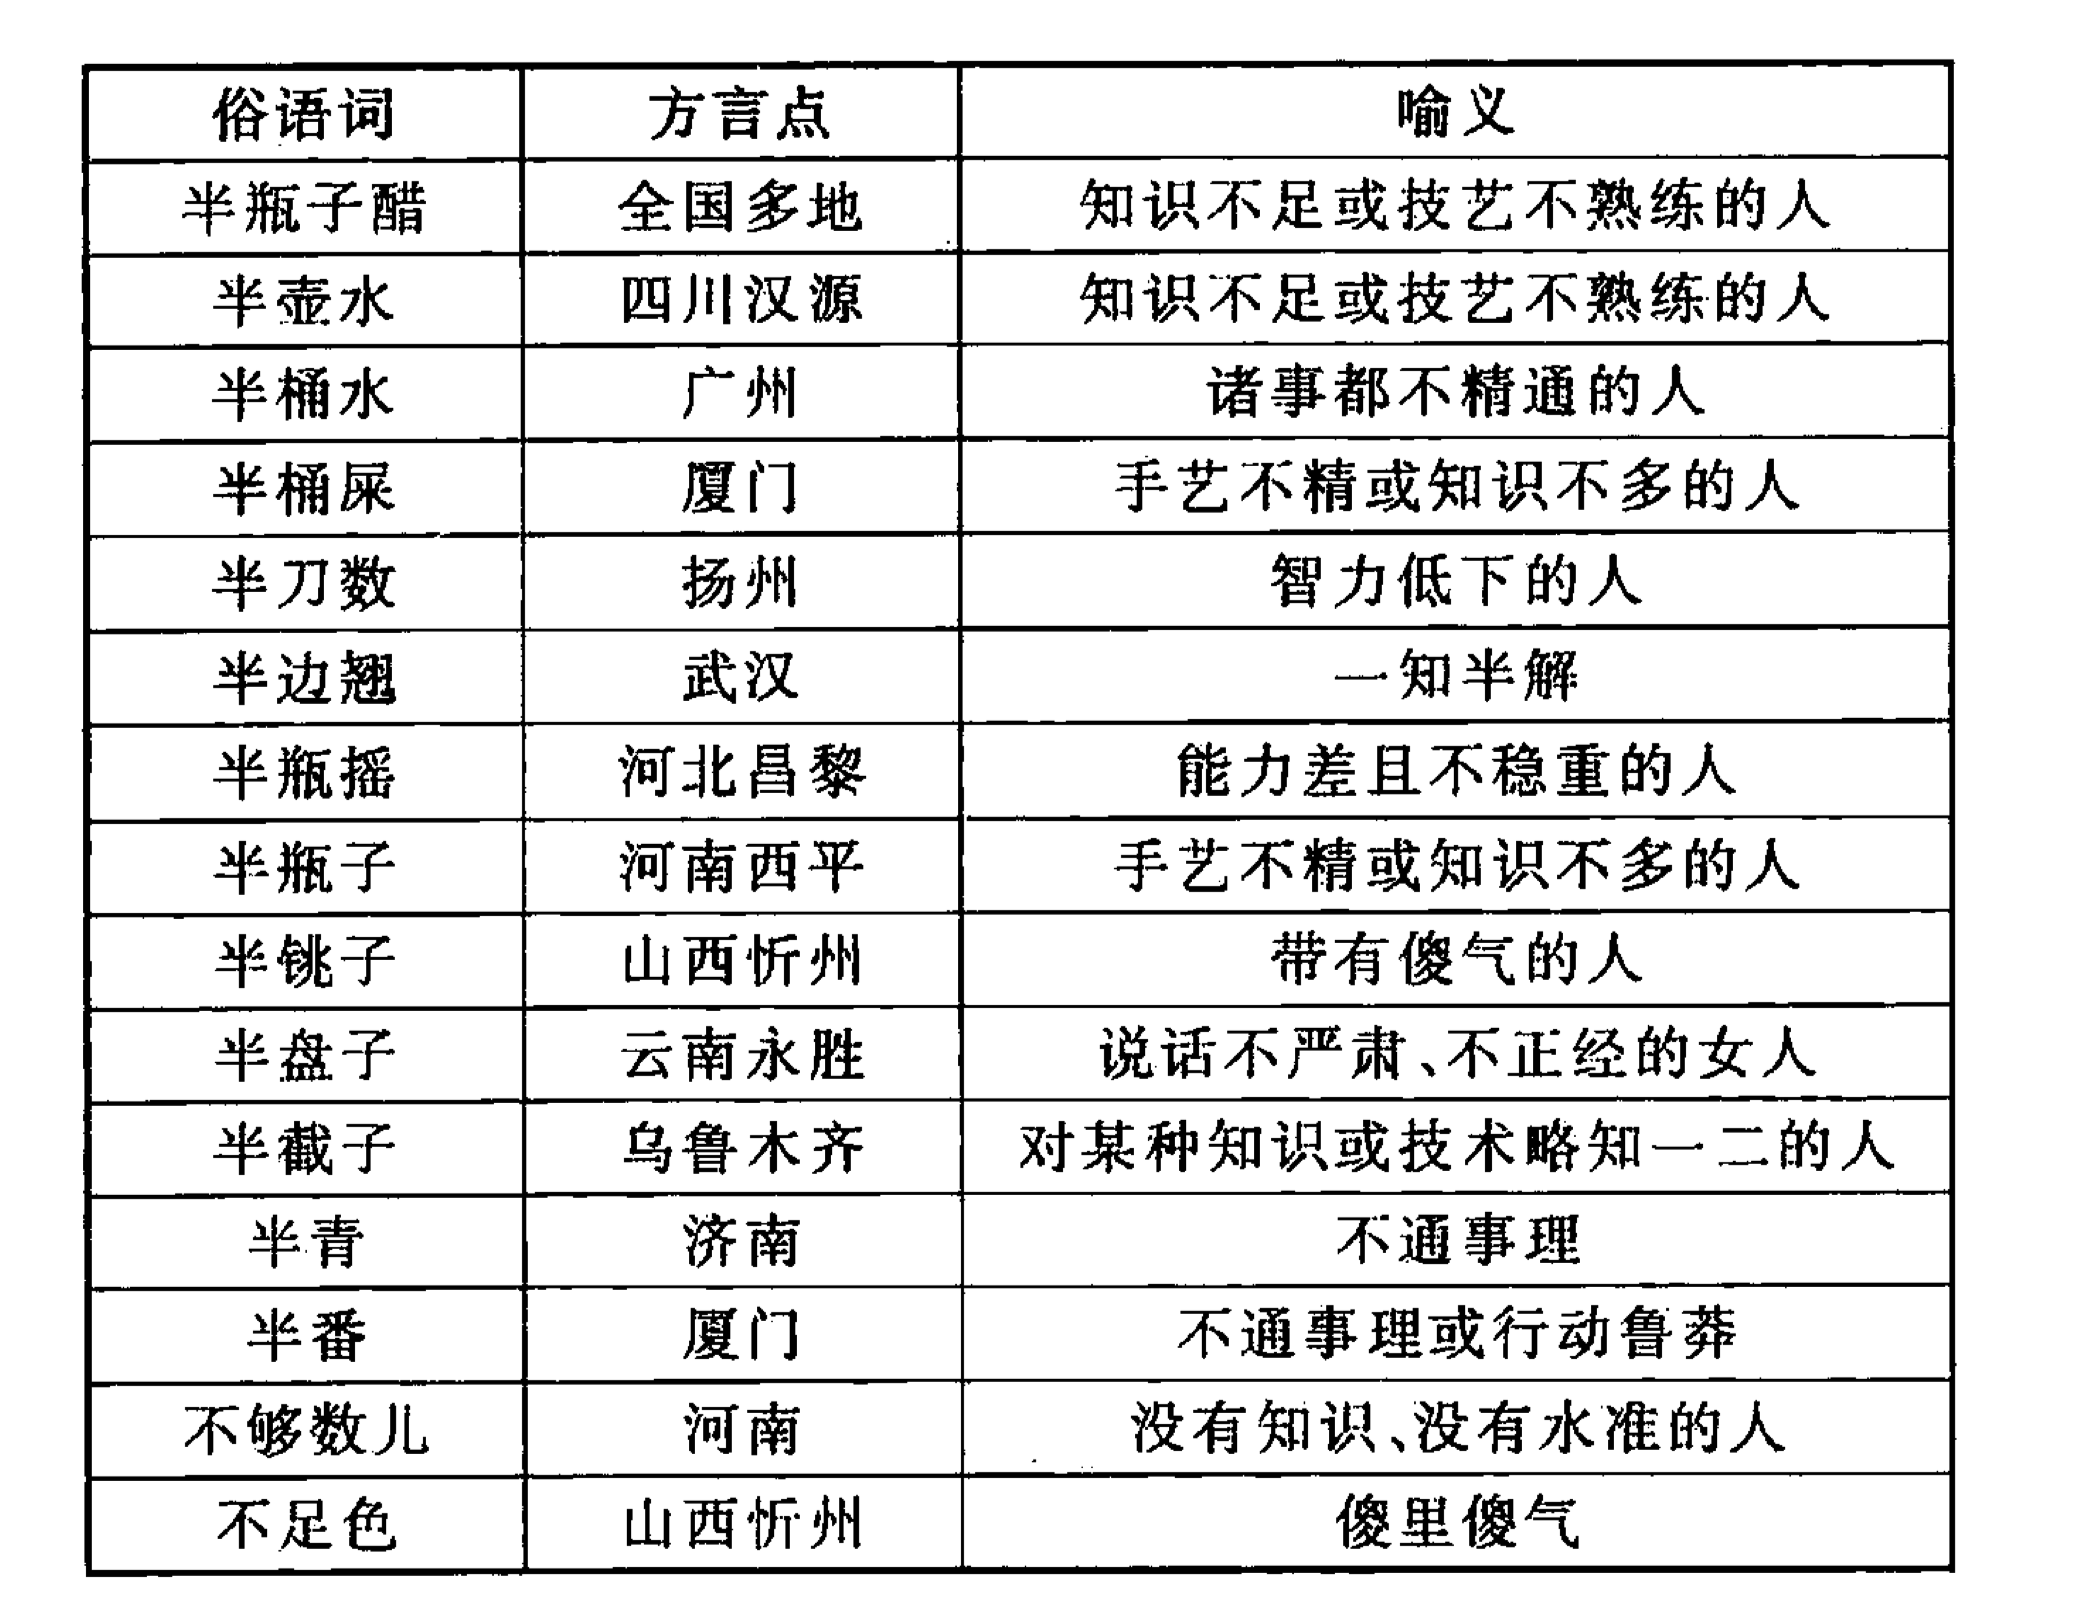 俗语词 方言点 喻义
半瓶子醋 全国多地 知识不足或技艺不熟练的人
半壶水 四川汉源 知识不足或技艺不熟练的人
半桶水 广州 诸事都不精通的人
半桶屎 厦门 手艺不精或知识不多的人
半刀数 扬州 智力低下的人
半边翘 武汉 一知半解
半瓶摇 河北昌黎 能力差且不稳重的人
半瓶子 河南西平 手艺不精或知识不多的人
半铫子 山西忻州 带有傻气的人
半盘子 云南永胜 说话不严肃、不正经的女人
半截子 乌鲁木齐 对某种知识或技术略知一二的人
半青 济南 不通事理
半番 厦门 不通事理或行动鲁莽
不够数儿 河南 没有知识、没有水准的人
不足色 山西忻州 傻里傻气